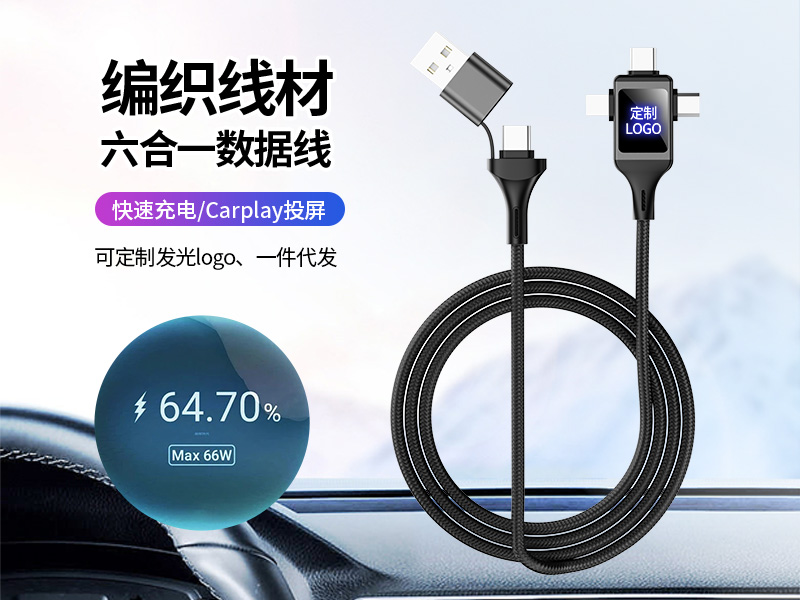 编织线材
六合一数据线
快速充电/Carplay投屏
可定制发光logo、一件代发
定制
LOGO
64.70%
Max 66W